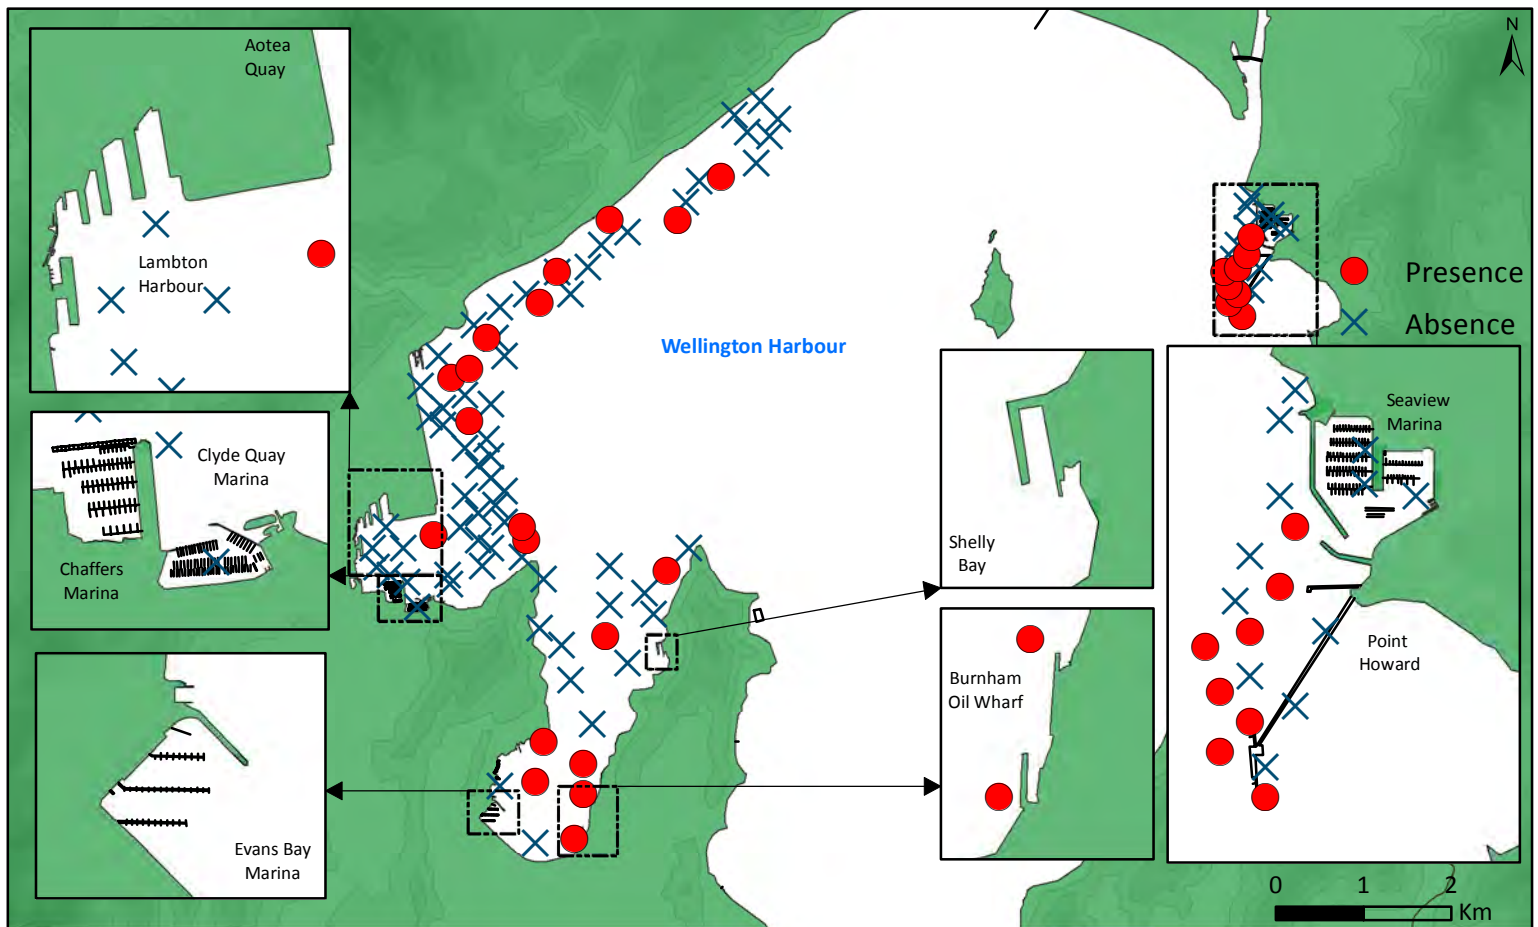 N
Aotea
Quay
Lambton
Harbour
Presence
Absence
Wellington Harbour
Seaview
Marina
Clyde Quay
Marina
Chaffers
Marina
Shelly
Bay
Point
Howard
Burnham
Oil Wharf
Evans Bay
Marina
0 1 2
Km